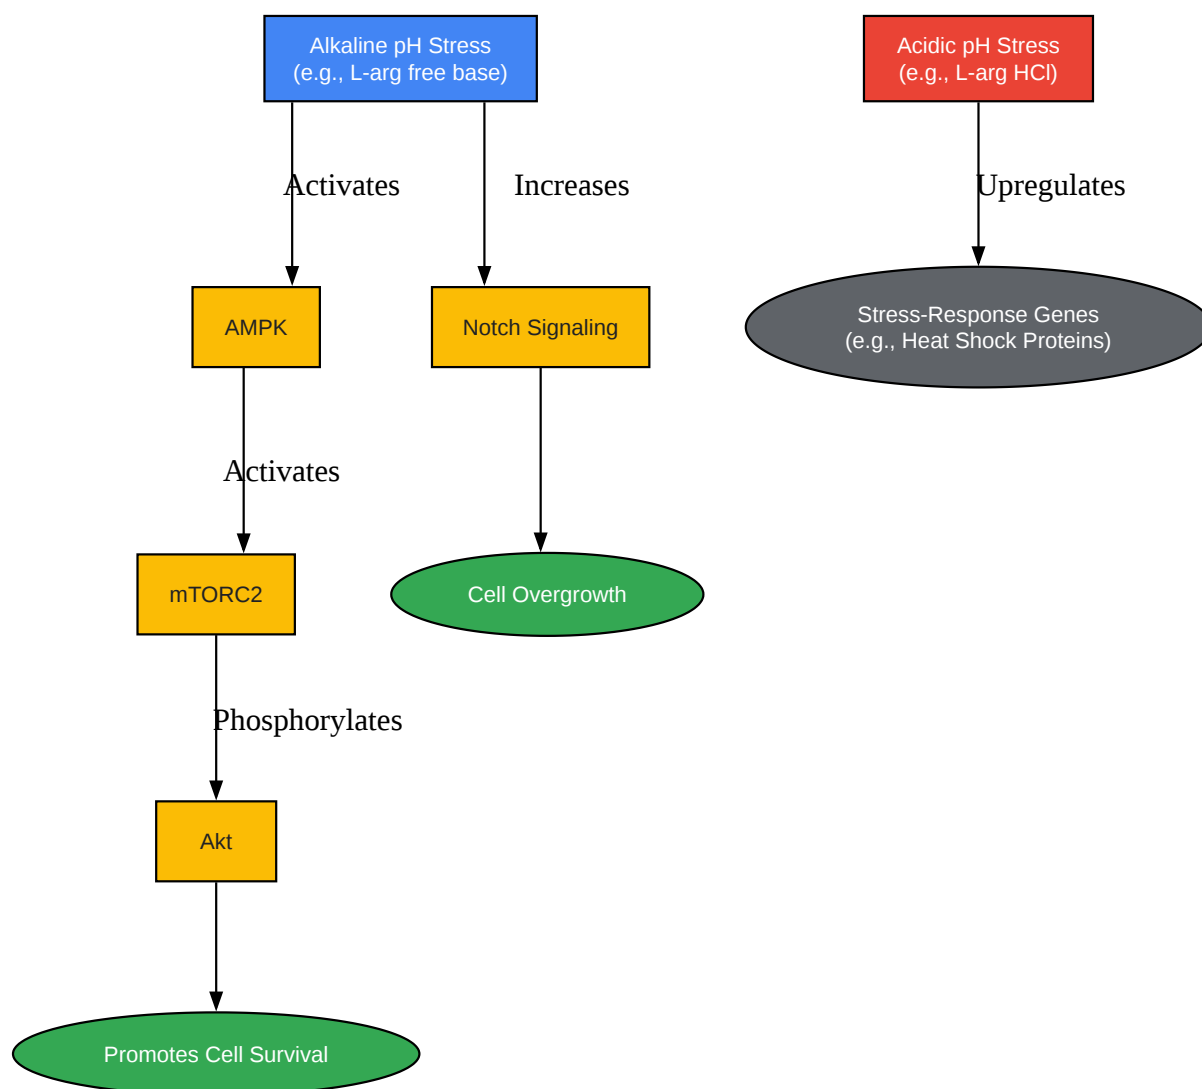 Alkaline pH Stress
(e.g., L-arg free base)
Acidic pH Stress
(e.g., L-arg HCl)
Activates
Increases
Upregulates
Stress-Response Genes
(e.g., Heat Shock Proteins)
AMPK
Notch Signaling
Activates
mTORC2
Cell Overgrowth
Phosphorylates
Akt
Promotes Cell Survival